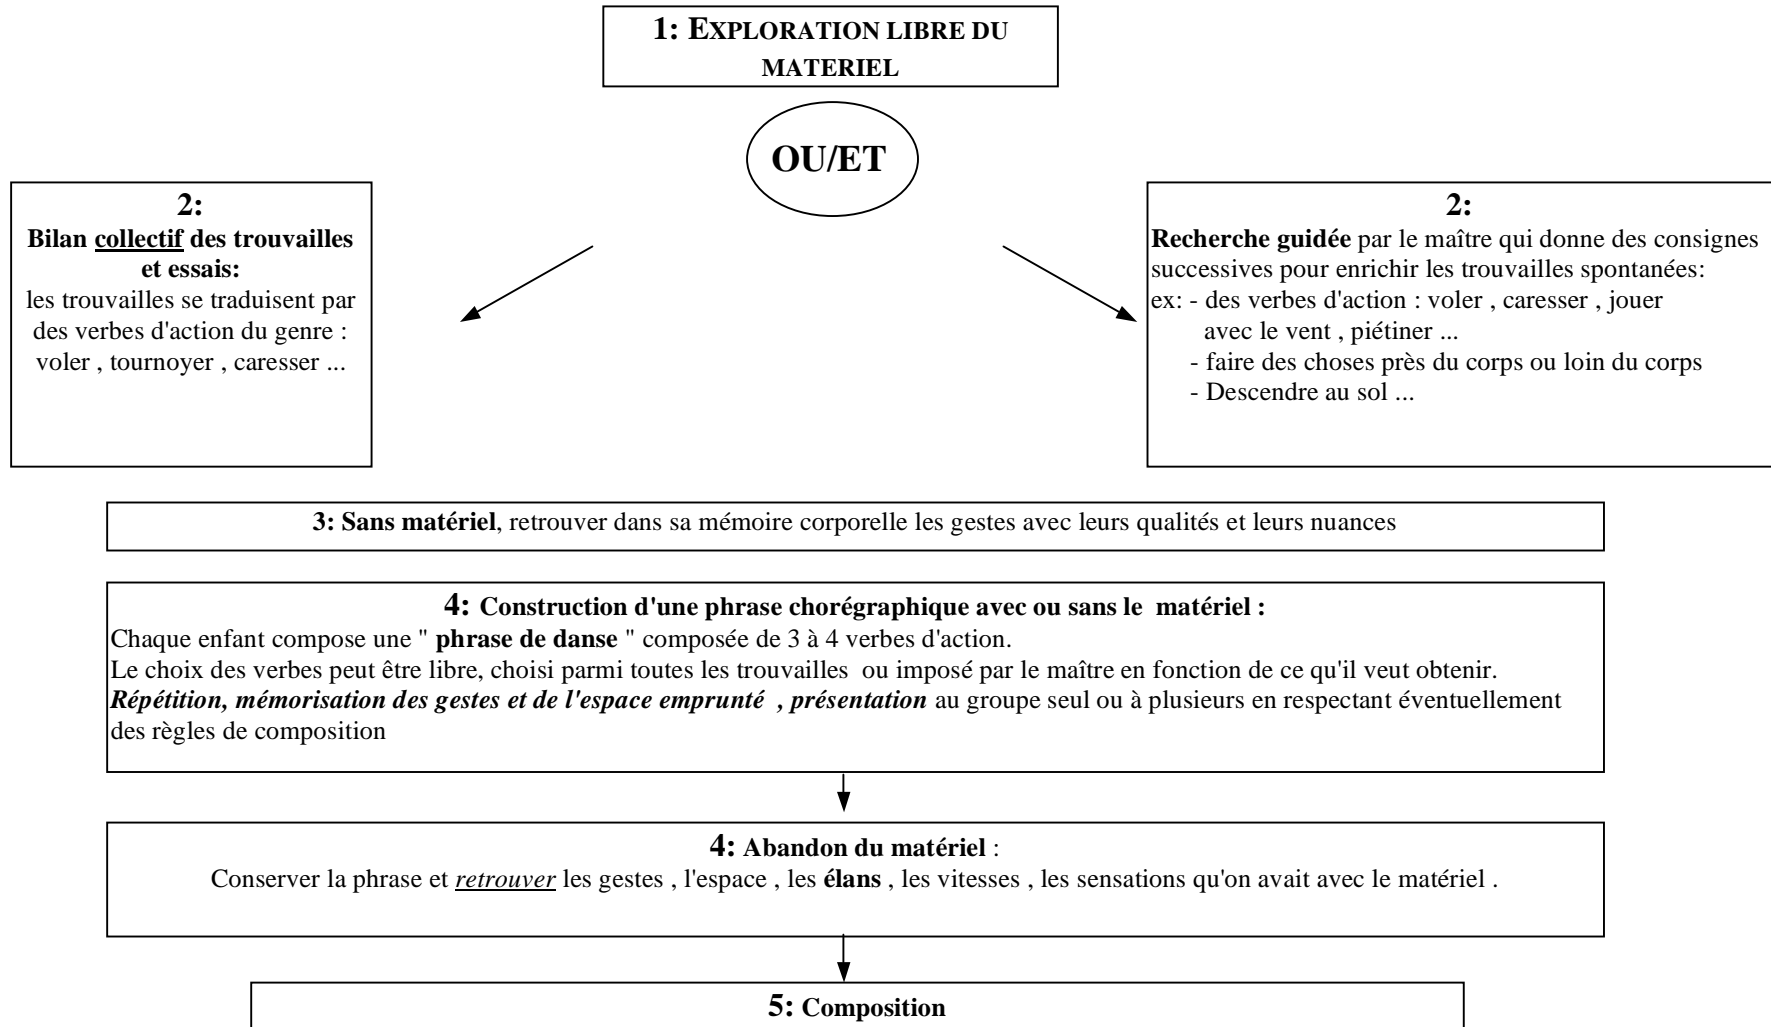 1: EXPLORATION LIBRE DU
MATERIEL
OU/ET
2:
Bilan collectif des trouvailles
et essais:
les trouvailles se traduisent par
des verbes d'action du genre :
voler , tournoyer , caresser ...
2:
Recherche guidée par le maître qui donne des consignes
successives pour enrichir les trouvailles spontanées:
ex: - des verbes d'action : voler , caresser , jouer
avec le vent , piétiner ...
- faire des choses près du corps ou loin du corps
- Descendre au sol ...
3: Sans matériel, retrouver dans sa mémoire corporelle les gestes avec leurs qualités et leurs nuances
4: Construction d'une phrase chorégraphique avec ou sans le matériel :
Chaque enfant compose une " phrase de danse " composée de 3 à 4 verbes d'action.
Le choix des verbes peut être libre, choisi parmi toutes les trouvailles ou imposé par le maître en fonction de ce qu'il veut obtenir.
Répétition, mémorisation des gestes et de l'espace emprunté , présentation au groupe seul ou à plusieurs en respectant éventuellement
des règles de composition
4: Abandon du matériel :
Conserver la phrase et retrouver les gestes , l'espace , les élans , les vitesses , les sensations qu'on avait avec le matériel .
5: Composition